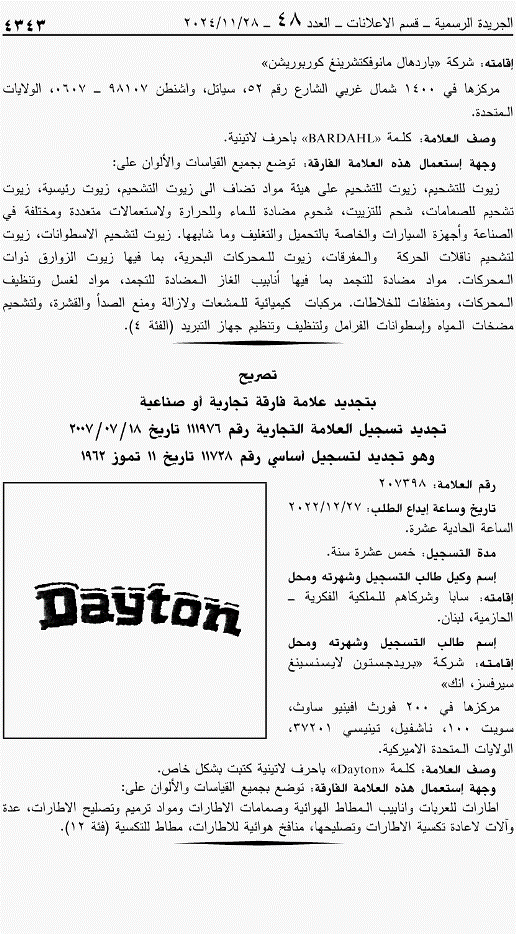 الجريدة الرسمية ــ قسم الاعلانات ــ العدد ٤٨ ــ ٢٠٢٤/١١/٢٨
٤٣٤٣
إقامته: شركة «باردهال مانوفكتشرينغ كوربوريشن»
مركزها في ١٤٠٠ شمال غربي الشارع رقم ٥٢، سياتل، واشنطن ٩٨١٠٧ ــ ٠٦٠٧، الولايات
المتحدة.
وصف العلامة: كلمة «BARDAHL» باحرف لاتينية.
وجهة إستعمال هذه العلامة الفارقة: توضع بجميع القياسات والألوان على:
زيوت للتشحيم، زيوت للتشحيم على هيئة مواد تضاف الى زيوت التشحيم، زيوت رئيسية، زيوت
تشحيم للصمامات، شحم للتزييت، شحوم مضادة للماء وللحرارة ولاستعمالات متعددة ومختلفة في
الصناعة وأجهزة السيارات والخاصة بالتحميل والتغليف وما شابهها. زيوت لتشحيم الاسطوانات، زيوت
لتشحيم ناقلات الحركة والمفرقات، زيوت للمحركات البحرية، بما فيها زيوت الزوارق ذوات
المحركات. مواد مضادة للتجمد بما فيها أنابيب الغاز المضادة للتجمد، مواد لغسل وتنظيف
المحركات، ومنظفات للخلاطات. مركبات كيميائية للمشعات ولازالة ومنع الصدأ والقشرة، ولتشحيم
مضخات المياه وإسطوانات الفرامل ولتنظيف وتنظيم جهاز التبريد (الفئة ٤).
تصريح
بتجديد علامة فارقة تجارية أو صناعية
تجديد تسجيل العلامة التجارية رقم ١١١٩٧٦ تاريخ ٢٠٠٧/٠٧/١٨
وهو تجديد لتسجيل أساسي رقم ١١٧٢٨ تاريخ ١١ تموز ١٩٦٢
رقم العلامة: ٢٠٧٣٩٨
تاريخ وساعة إيداع الطلب: ٢٠٢٢/١٢/٢٧
الساعة الحادية عشرة.
مدة التسجيل: خمس عشرة سنة.
إسم وكيل طالب التسجيل وشهرته ومحل
إقامته: سابا وشركاهم للملكية الفكرية ــ
الحازمية، لبنان.
إسم طالب التسجيل وشهرته ومحل
إقامته: شركة «بريدجستون لايسنسينغ
سيرفسز، انك»
مركزها في ٢٠٠ فورث افينيو ساوث،
سويت ١٠٠، ناشفيل، تينيسي ٣٧٢٠١،
الولايات المتحدة الاميركية.
Dayton
وصف العلامة: كلمة «Dayton» باحرف لاتينية كتبت بشكل خاص.
وجهة إستعمال هذه العلامة الفارقة: توضع بجميع القياسات والألوان على:
اطارات للعربات وانابيب المطاط الهوائية وصمامات الاطارات ومواد ترميم وتصليح الاطارات، عدة
وآلات لاعادة تكسية الاطارات وتصليحها، منافخ هوائية للاطارات، مطاط للتكسية (فئة ١٢).